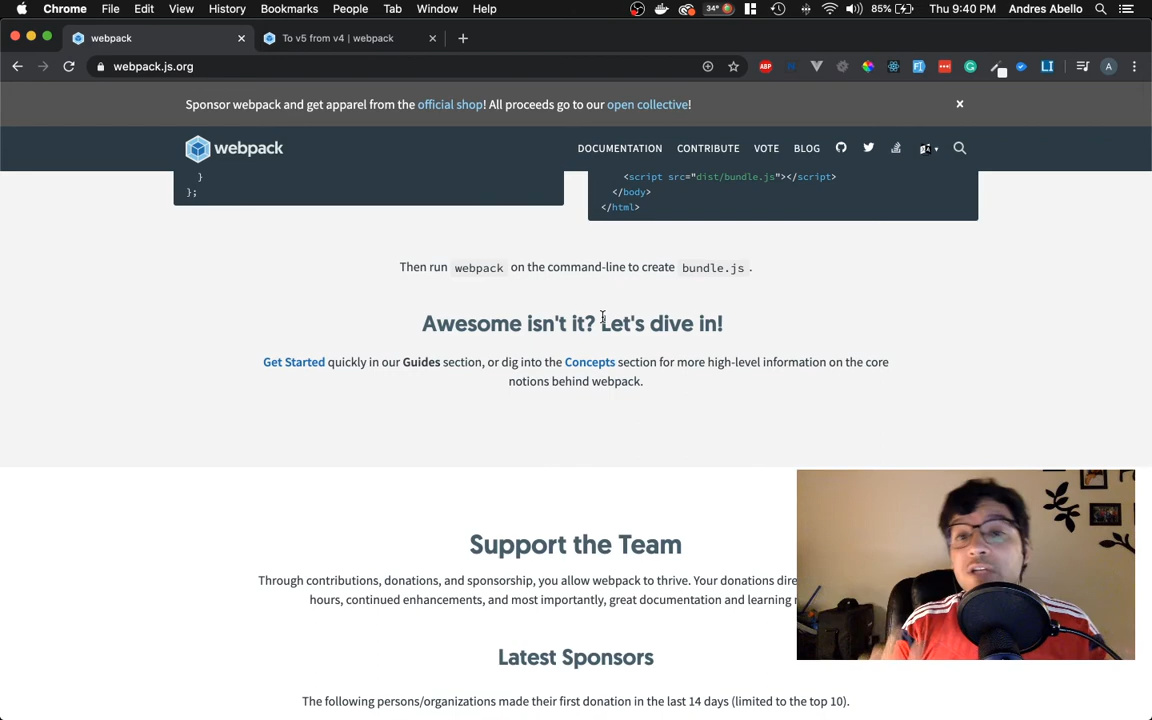 Chrome File Edit View History Bookmarks People Tab Window Help 34° 85% Thu 9:40 PM Andres Abello
webpack To v5 from v4 | webpack
webpack.js.org ABP LI A
Sponsor webpack and get apparel from the official shop! All proceeds go to our open collective!
webpack DOCUMENTATION CONTRIBUTE VOTE BLOG
}
};
<script src="dist/bundle.js"></script>
</body>
</html>
Then run webpack on the command-line to create bundle.js.
Awesome isn't it? Let's dive in!
Get Started quickly in our Guides section, or dig into the Concepts section for more high-level information on the core
notions behind webpack.
Support the Team
Through contributions, donations, and sponsorship, you allow webpack to thrive. Your donations dire
hours, continued enhancements, and most importantly, great documentation and learning
Latest Sponsors
The following persons/organizations made their first donation in the last 14 days (limited to the top 10).